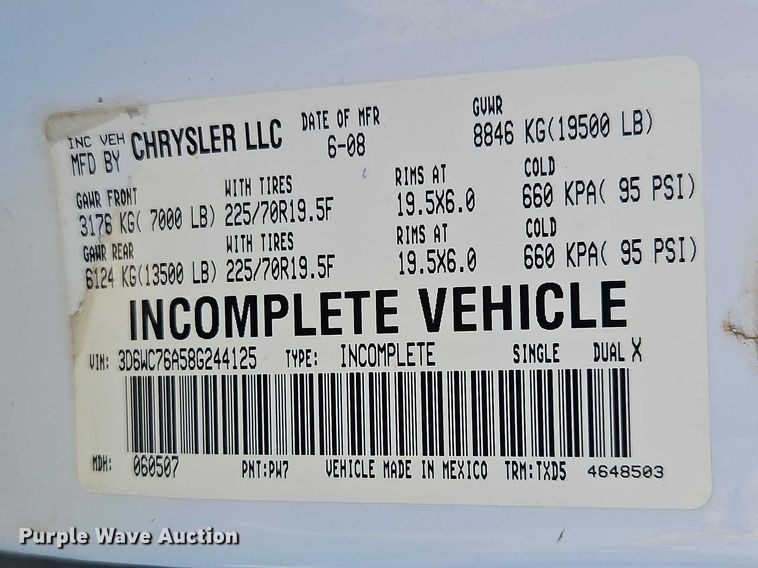 INC VEH MFD BY CHRYSLER LLC DATE OF MFR 6-08 GVWR 8846 KG(19500 LB)
GAWR FRONT WITH TIRES RIMS AT COLD
3176 KG( 7000 LB) 225/70R19.5F 19.5X6.0 660 KPA( 95 PSI)
GAWR REAR WITH TIRES RIMS AT COLD
6124 KG(13500 LB) 225/70R19.5F 19.5X6.0 660 KPA( 95 PSI)
INCOMPLETE VEHICLE
VIN: 3D6WC76A58G244125 TYPE: INCOMPLETE SINGLE DUAL X
MDH: 060507 PNT:PW7 VEHICLE MADE IN MEXICO TRM:TXD5 4648503
Purple Wave Auction